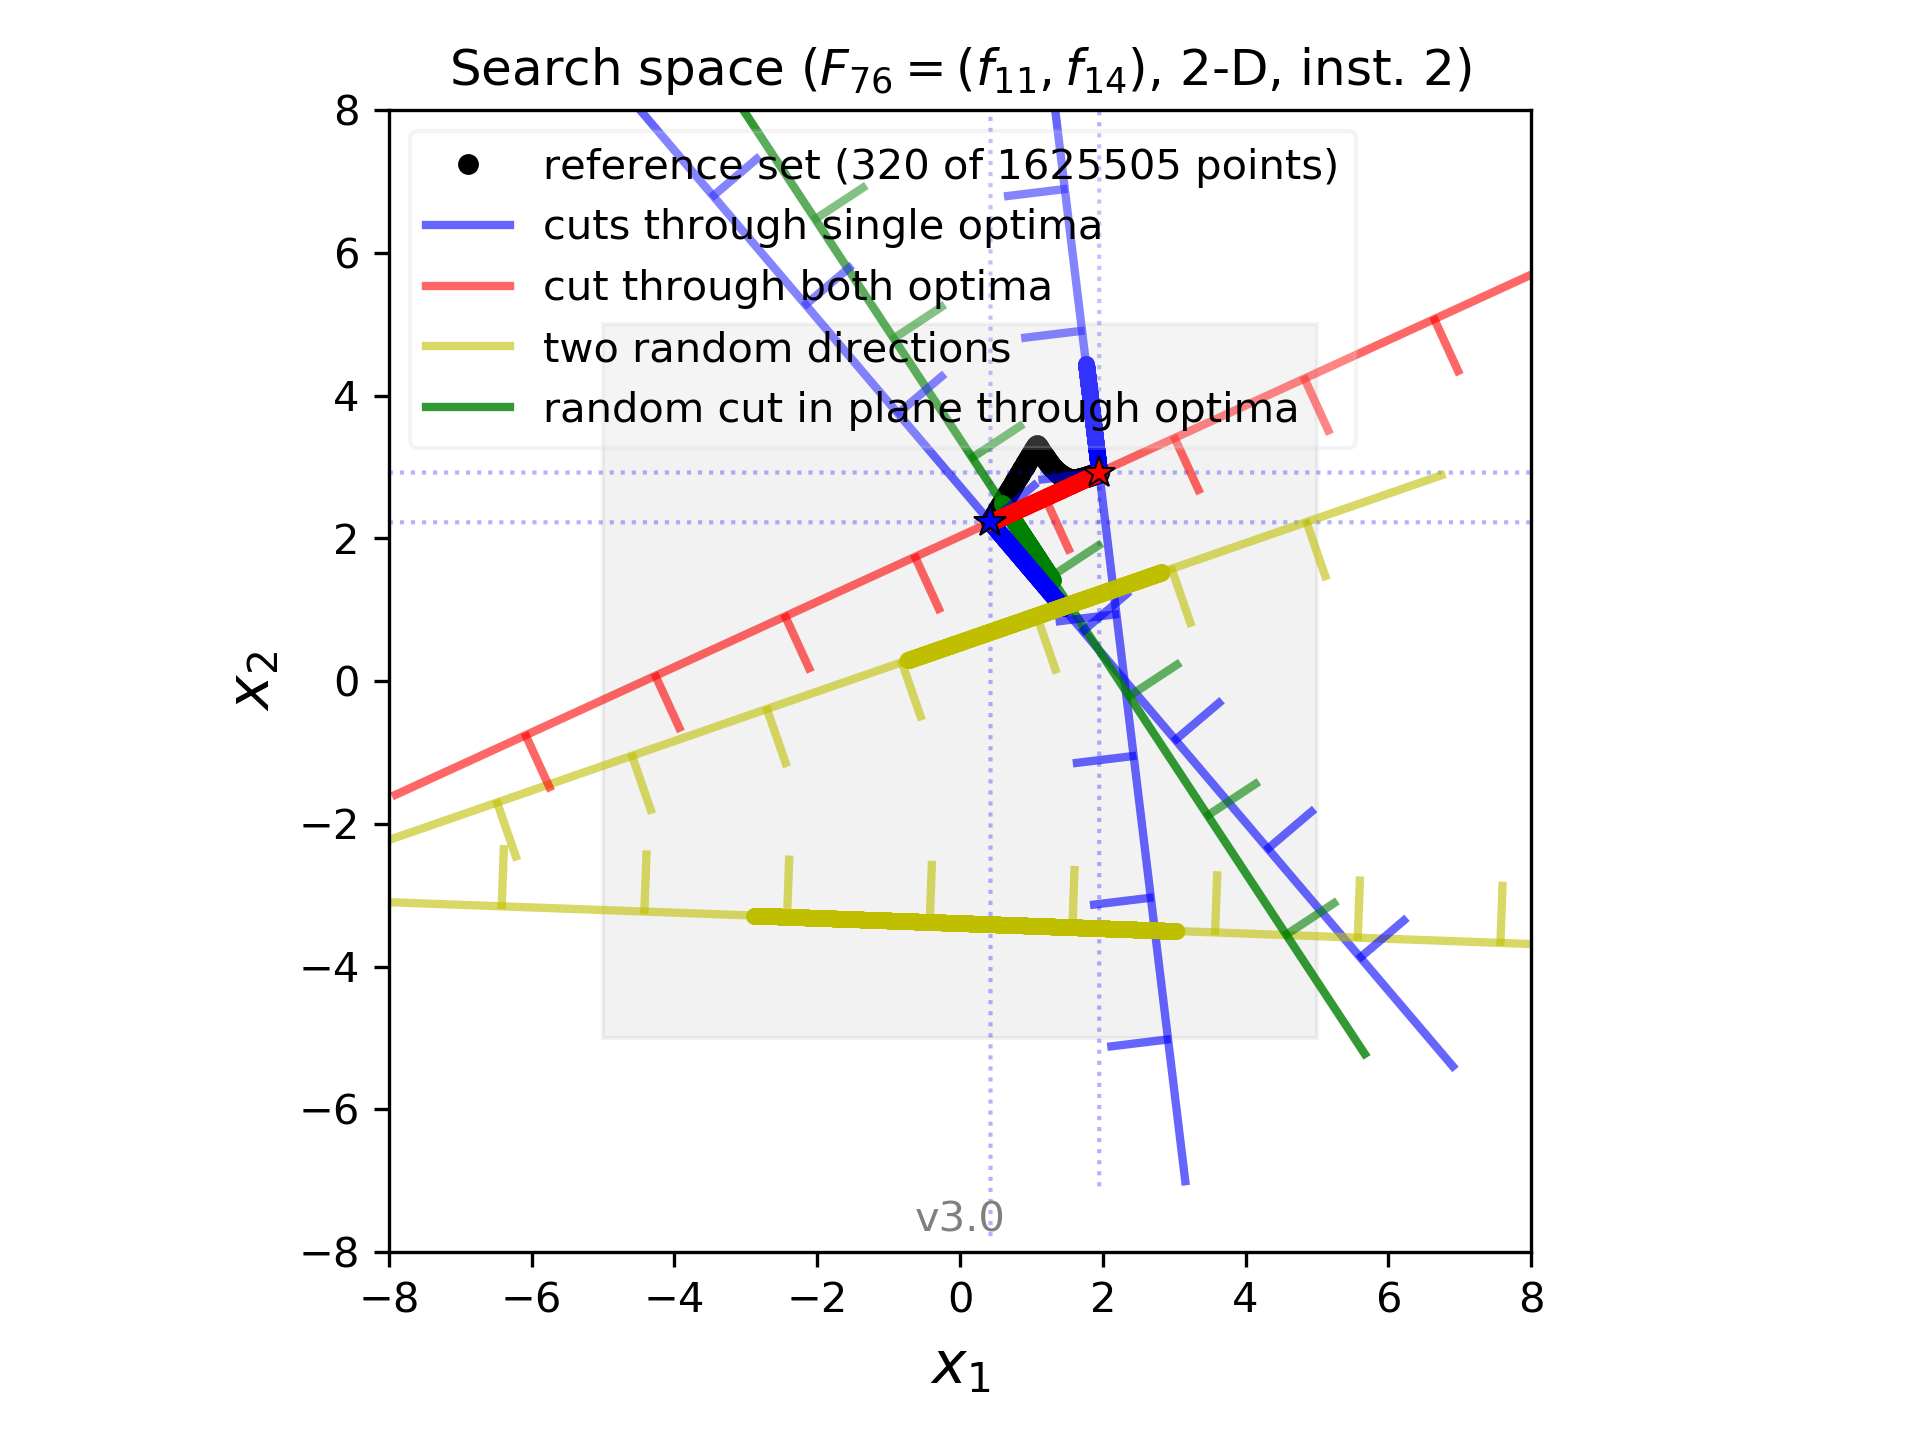 Search space (F₇₆ = (f₁₁, f₁₄), 2-D, inst. 2)
8
6
4
2
0
−2
−4
−6
−8
x₂
reference set (320 of 1625505 points)
cuts through single optima
cut through both optima
two random directions
random cut in plane through optima
v3.0
−8 −6 −4 −2 0 2 4 6 8
x₁